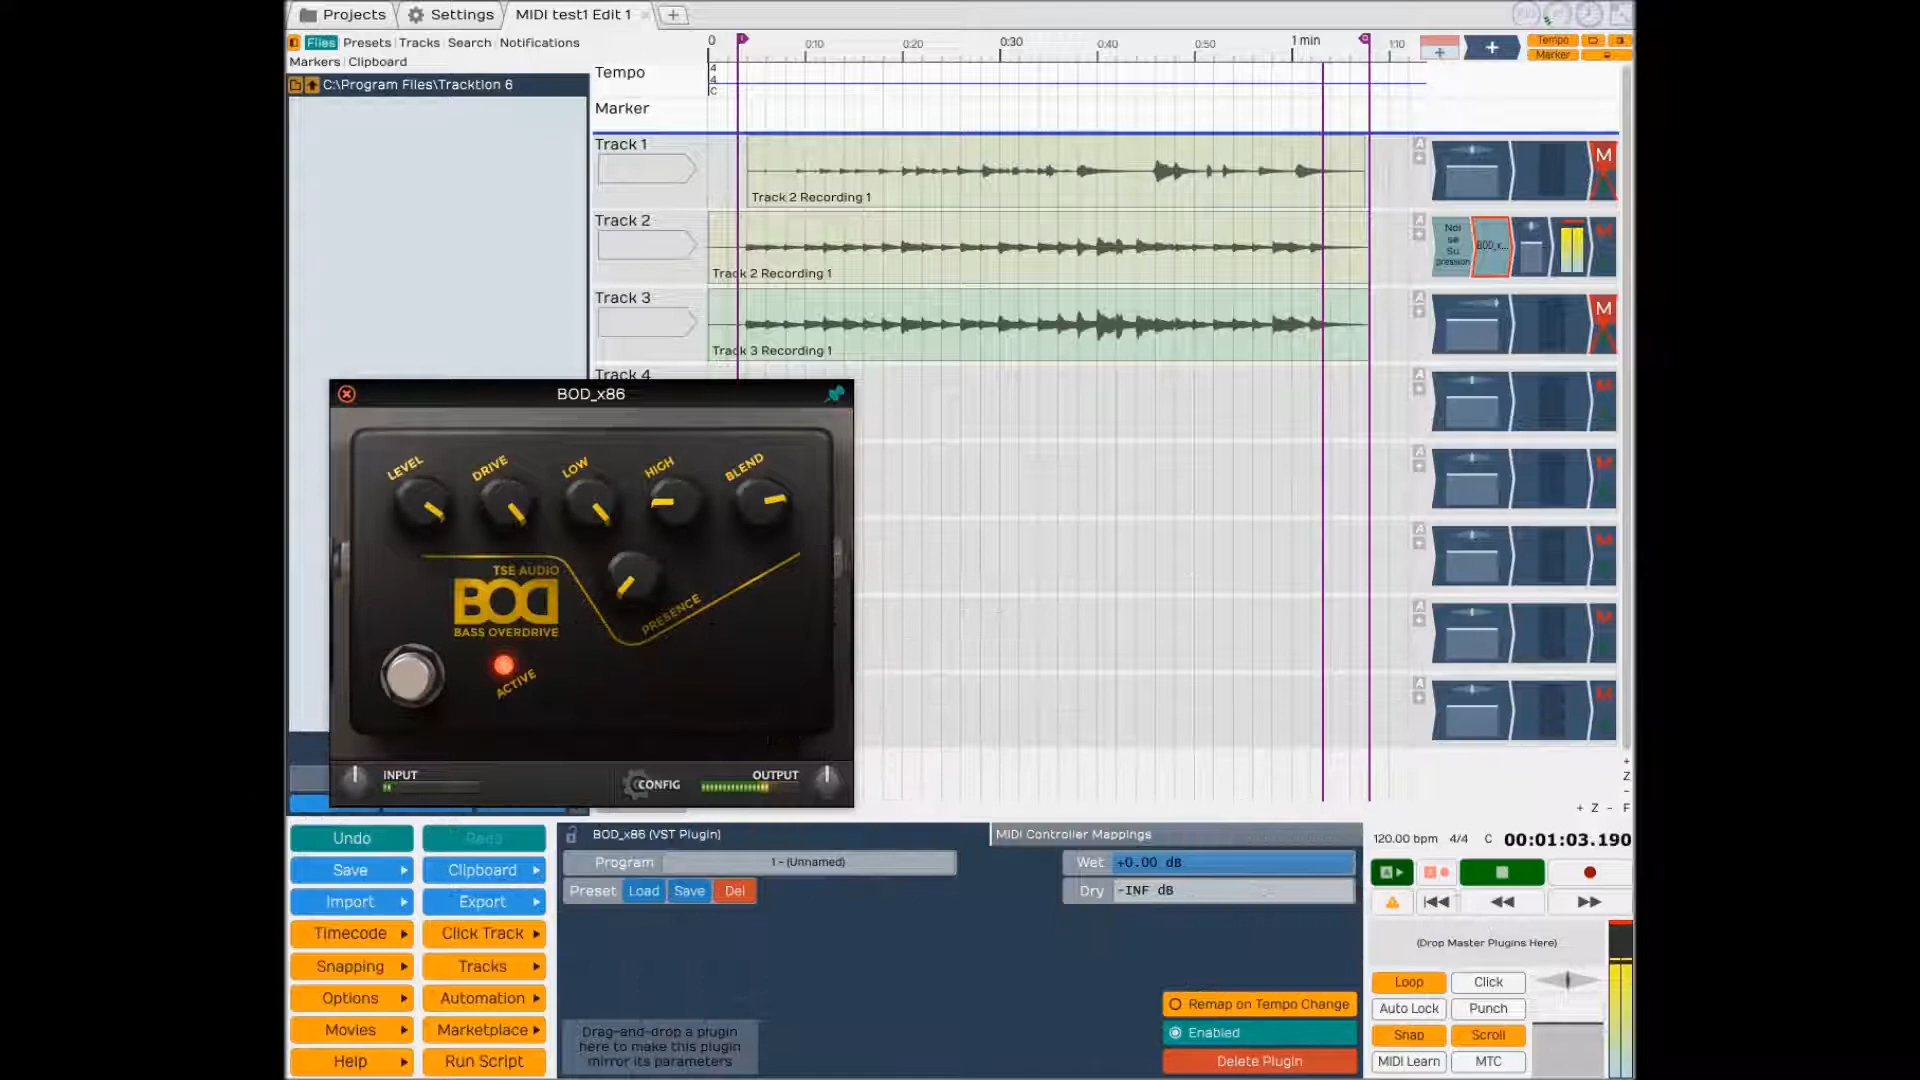 Projects
Settings
MIDI test1 Edit 1
Files Presets Tracks Search Notifications
Markers Clipboard
C:\Program Files\Tracktion 6
0 0:10 0:20 0:30 0:40 0:50 1 min 1:10
Tempo
Marker
Tempo
4
4
C
Marker
Track 1
Track 2 Recording 1
M
Track 2
Track 2 Recording 1
Noi
se
Su
pression
BOD_x...
M
Track 3
Track 3 Recording 1
M
Track 4
M
M
M
M
M
BOD_x86
LEVEL
DRIVE
LOW
HIGH
BLEND
PRESENCE
TSE AUDIO
BOD
BASS OVERDRIVE
ACTIVE
INPUT
CONFIG
OUTPUT
+ Z - F
+
Z
-
Undo
Redo
Save
Clipboard
Import
Export
Timecode
Click Track
Snapping
Tracks
Options
Automation
Movies
Marketplace
Help
Run Script
BOD_x86 (VST Plugin)
Program 1 - (Unnamed)
Preset Load Save Del
Drag-and-drop a plugin
here to make this plugin
mirror its parameters
MIDI Controller Mappings
Wet +0.00 dB
Dry -INF dB
Remap on Tempo Change
Enabled
Delete Plugin
120.00 bpm 4/4 C 00:01:03.190
(Drop Master Plugins Here)
Loop
Click
Auto Lock
Punch
Snap
Scroll
MIDI Learn
MTC